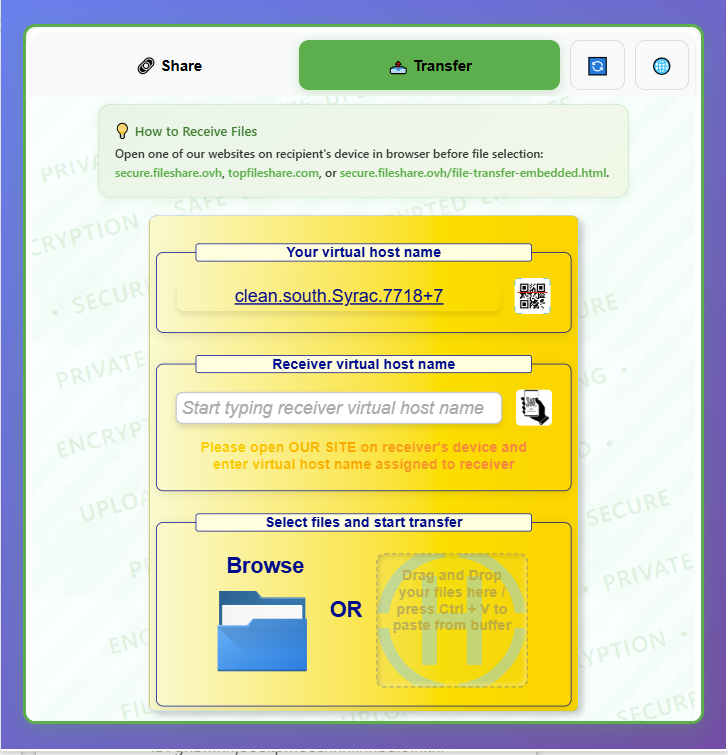 Share
Transfer
How to Receive Files
Open one of our websites on recipient's device in browser before file selection:
secure.fileshare.ovh, topfileshare.com, or secure.fileshare.ovh/file-transfer-embedded.html.
Your virtual host name
clean.south.Syrac.7718+7
Receiver virtual host name
Start typing receiver virtual host name
Please open OUR SITE on receiver's device and
enter virtual host name assigned to receiver
Select files and start transfer
Browse
OR
Drag and Drop
your files here /
press Ctrl + V to
paste from buffer